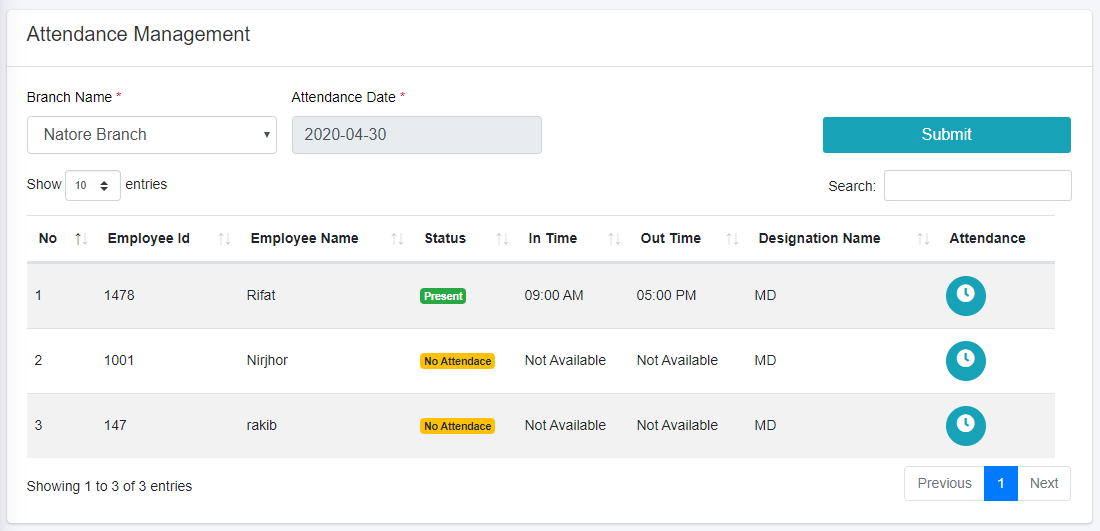 Attendance Management
Branch Name * Attendance Date *
Natore Branch 2020-04-30 Submit
Show 10 entries Search:
No Employee Id Employee Name Status In Time Out Time Designation Name Attendance
1 1478 Rifat Present 09:00 AM 05:00 PM MD
2 1001 Nirjhor No Attendace Not Available Not Available MD
3 147 rakib No Attendace Not Available Not Available MD
Showing 1 to 3 of 3 entries Previous 1 Next